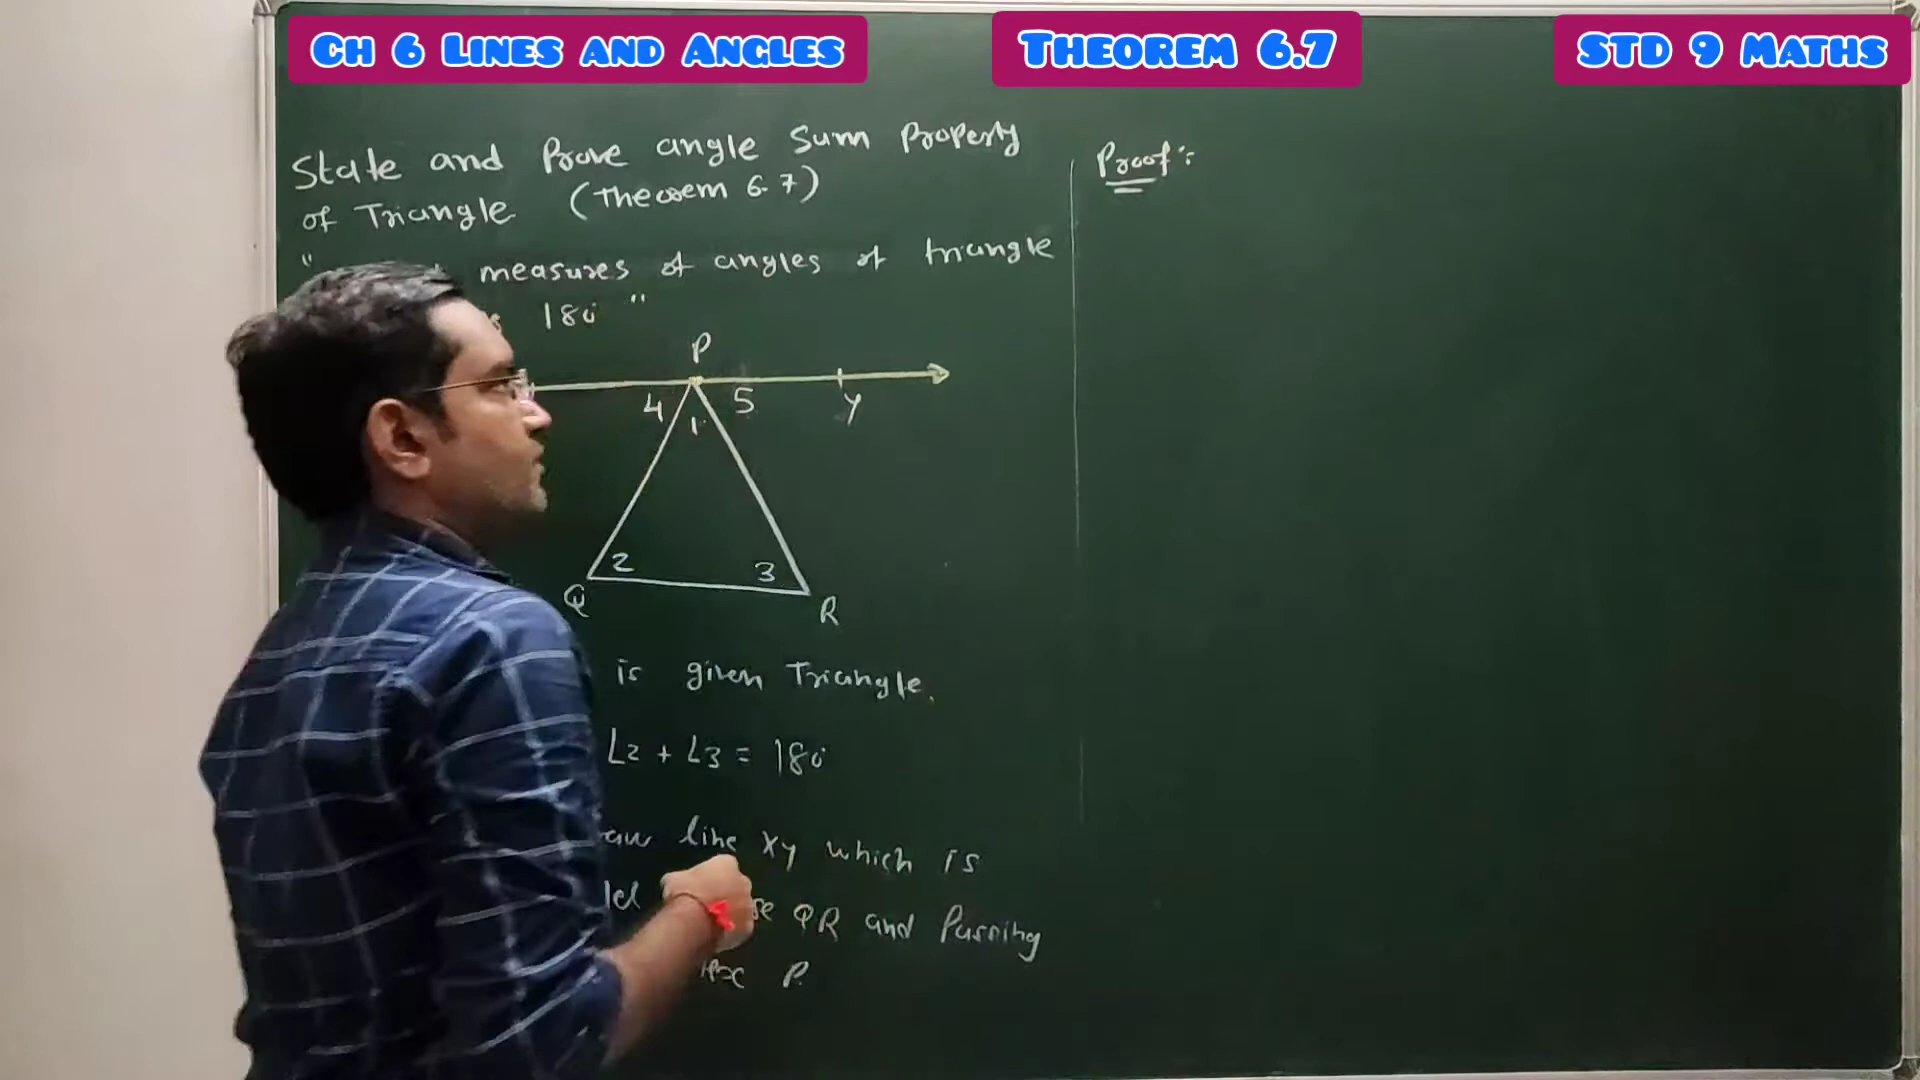 CH 6 LINES AND ANGLES
THEOREM 6.7
STD 9 MATHS
State and Prove angle Sum Property
of Triangle (Theorem 6.7)
" measures of angles of triangle
180 "
P
4 1 5 y
2 3
Q R
is given Triangle.
∠2 + ∠3 = 180°
line XY which is
QR and Passing
P.
Proof :